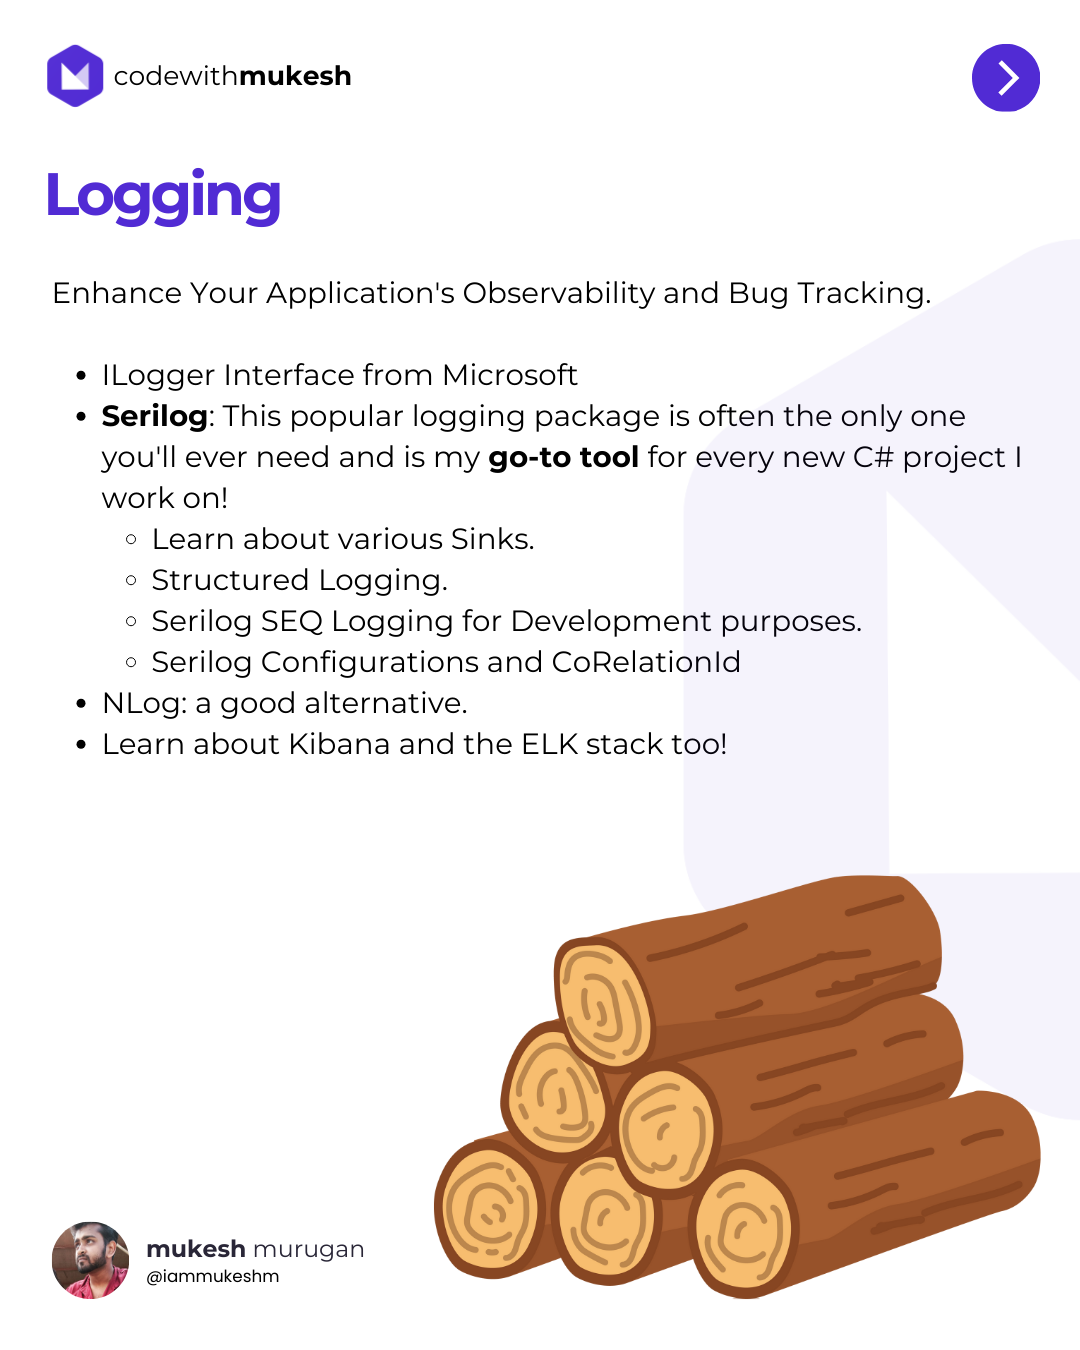 codewithmukesh
Logging
Enhance Your Application's Observability and Bug Tracking.
• ILogger Interface from Microsoft
• Serilog: This popular logging package is often the only one
you'll ever need and is my go-to tool for every new C# project I
work on!
◦ Learn about various Sinks.
◦ Structured Logging.
◦ Serilog SEQ Logging for Development purposes.
◦ Serilog Configurations and CoRelationId
• NLog: a good alternative.
• Learn about Kibana and the ELK stack too!
mukesh murugan
@iammukeshm